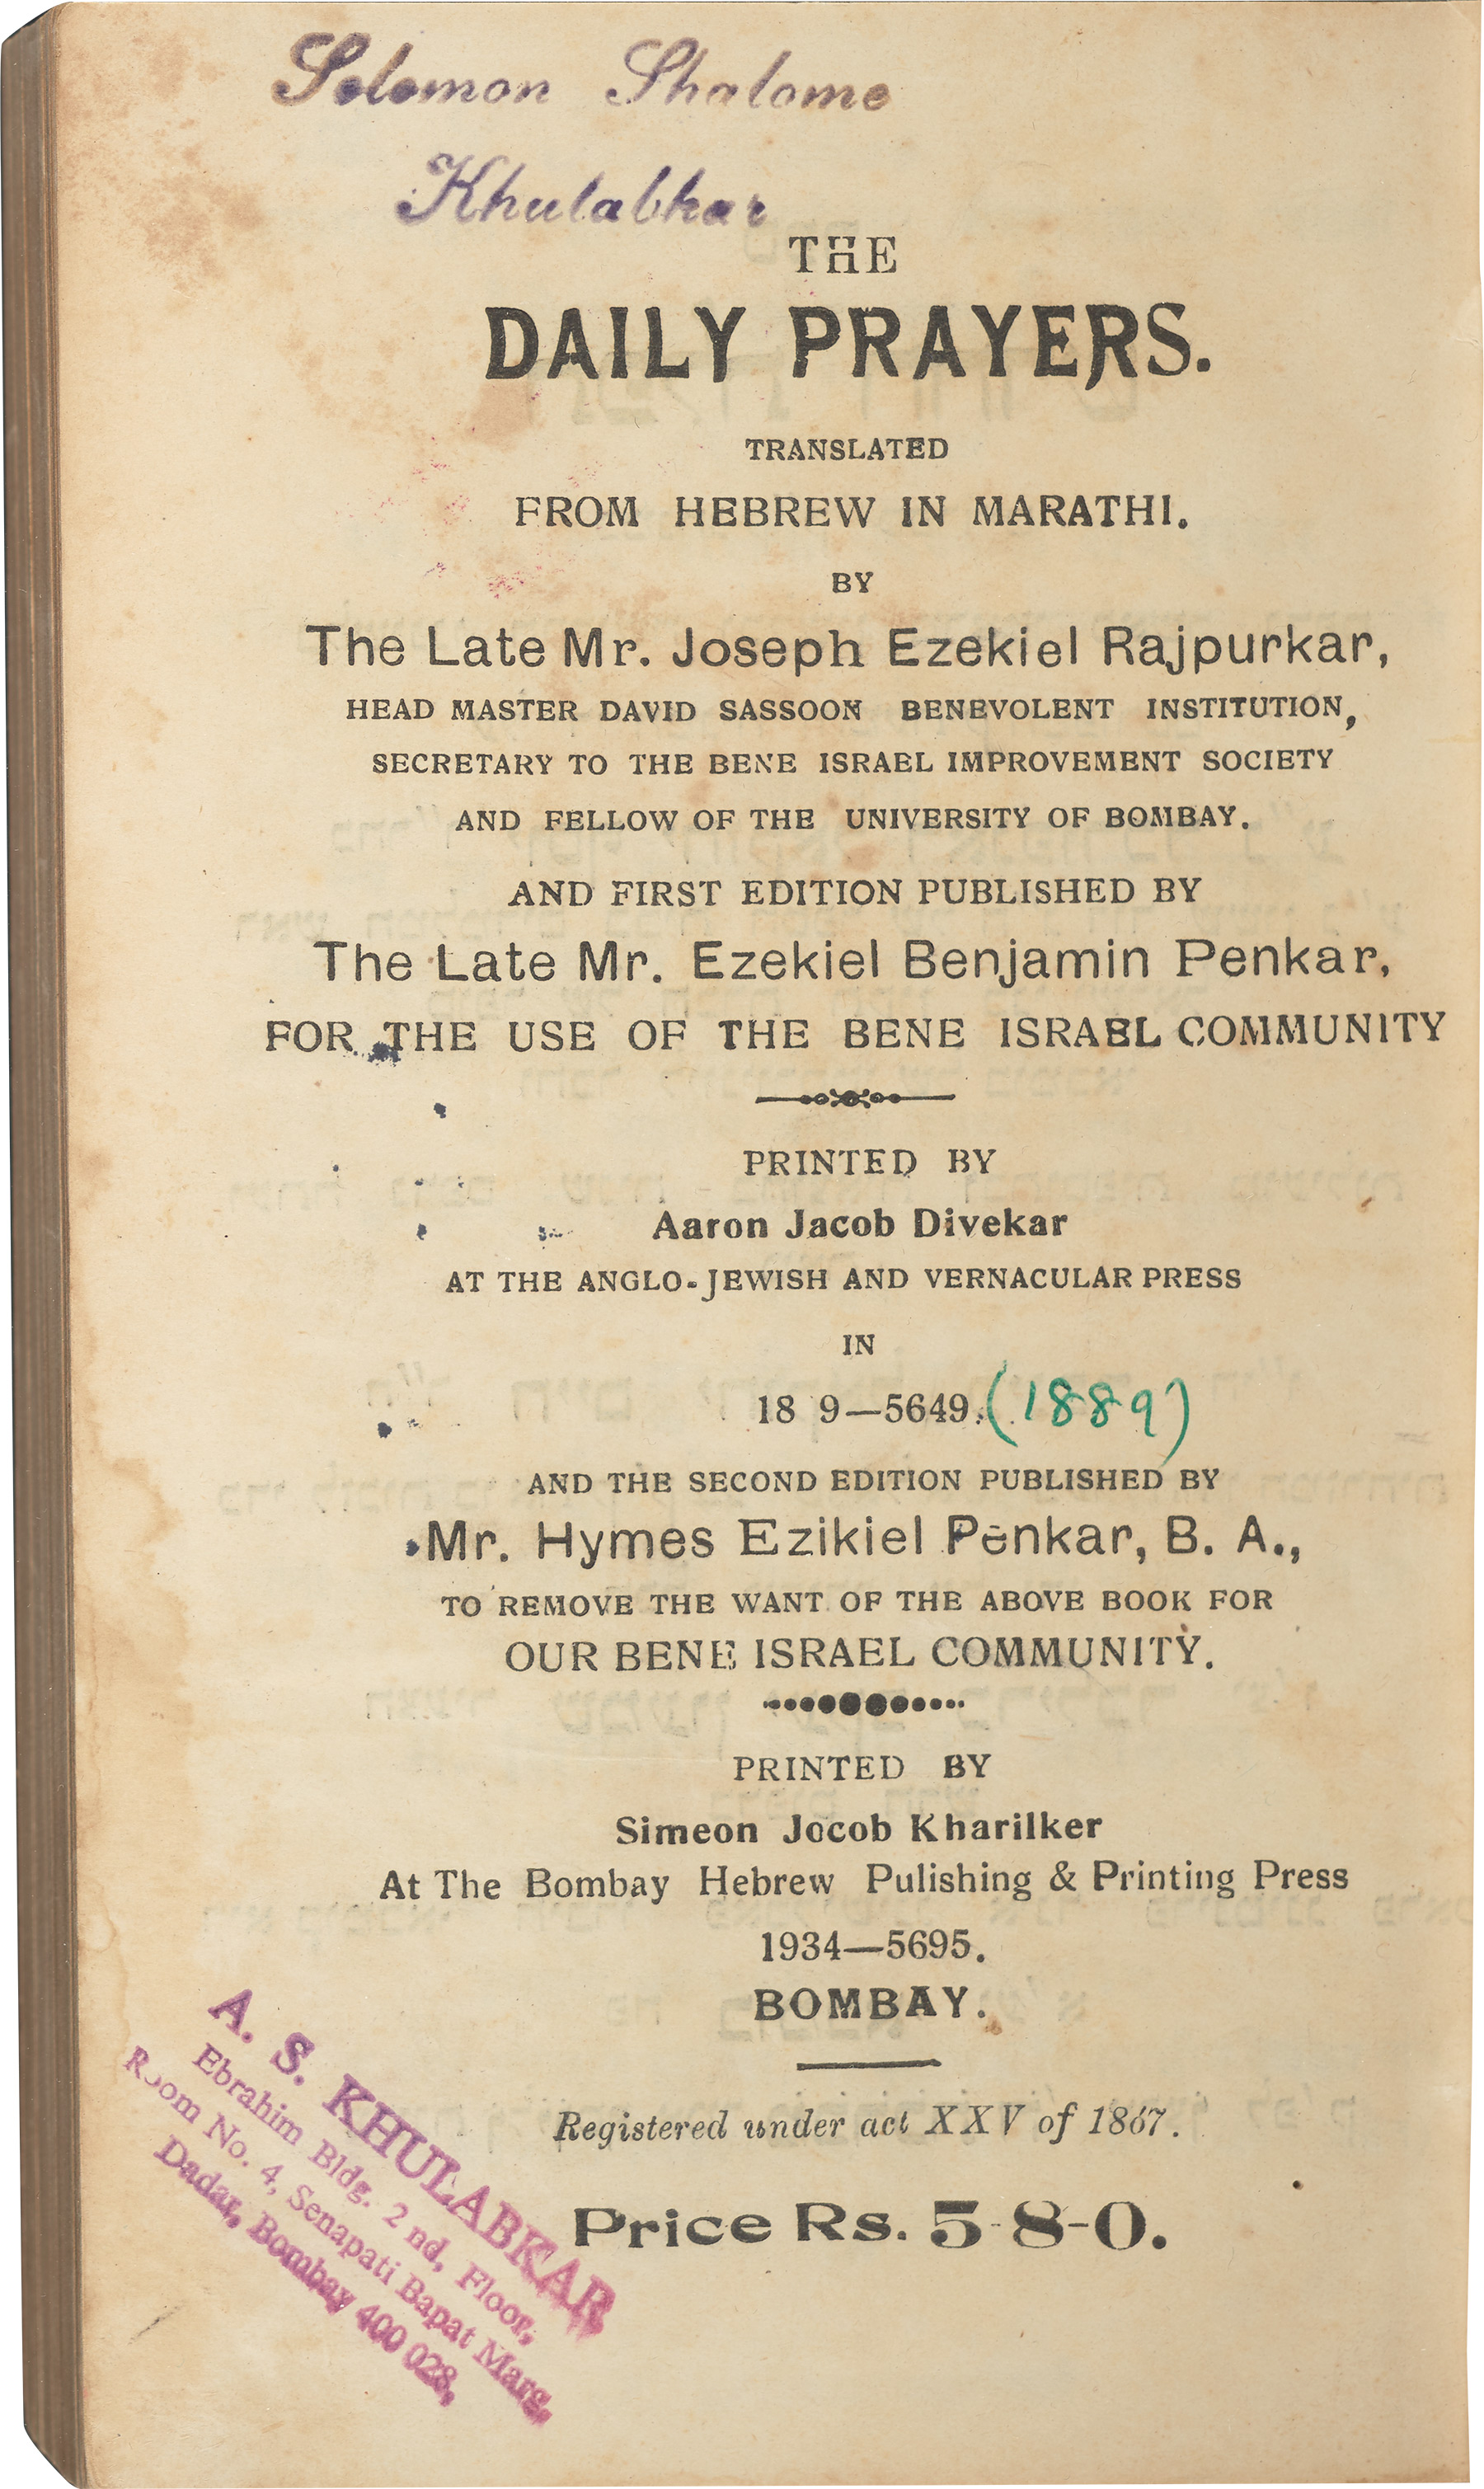 Solomon Shalome
Khulabkar
THE
DAILY PRAYERS.
TRANSLATED
FROM HEBREW IN MARATHI.
BY
The Late Mr. Joseph Ezekiel Rajpurkar,
HEAD MASTER DAVID SASSOON BENEVOLENT INSTITUTION,
SECRETARY TO THE BENE ISRAEL IMPROVEMENT SOCIETY
AND FELLOW OF THE UNIVERSITY OF BOMBAY.
AND FIRST EDITION PUBLISHED BY
The Late Mr. Ezekiel Benjamin Penkar,
FOR THE USE OF THE BENE ISRAEL COMMUNITY
PRINTED BY
Aaron Jacob Divekar
AT THE ANGLO-JEWISH AND VERNACULAR PRESS
IN
18 9—5649. (1889)
AND THE SECOND EDITION PUBLISHED BY
Mr. Hymes Ezikiel Penkar, B. A.,
TO REMOVE THE WANT OF THE ABOVE BOOK FOR
OUR BENE ISRAEL COMMUNITY.
PRINTED BY
Simeon Jocob Kharilker
At The Bombay Hebrew Pulishing & Printing Press
1934—5695.
BOMBAY.
Registered under act XXV of 1867.
Price Rs. 5-8-0.
A. S. KHULABKAR
Ebrahim Bldg. 2 nd, Floor,
Room No. 4, Senapati Bapat Marg,
Dadar, Bombay 400 028,